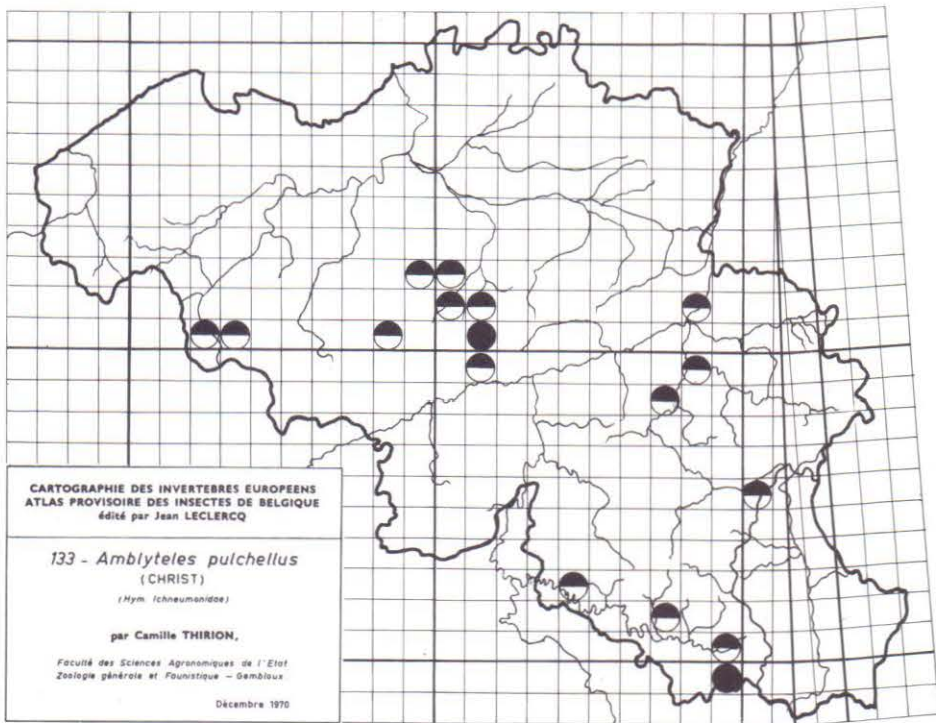 CARTOGRAPHIE DES INVERTEBRES EUROPEENS
ATLAS PROVISOIRE DES INSECTES DE BELGIQUE
édité par Jean LECLERCQ
133 - Amblyteles pulchellus
(CHRIST)
(Hym. Ichneumonidae)
par Camille THIRION,
Faculté des Sciences Agronomiques de l'Etat
Zoologie générale et Faunistique - Gembloux
Décembre 1970